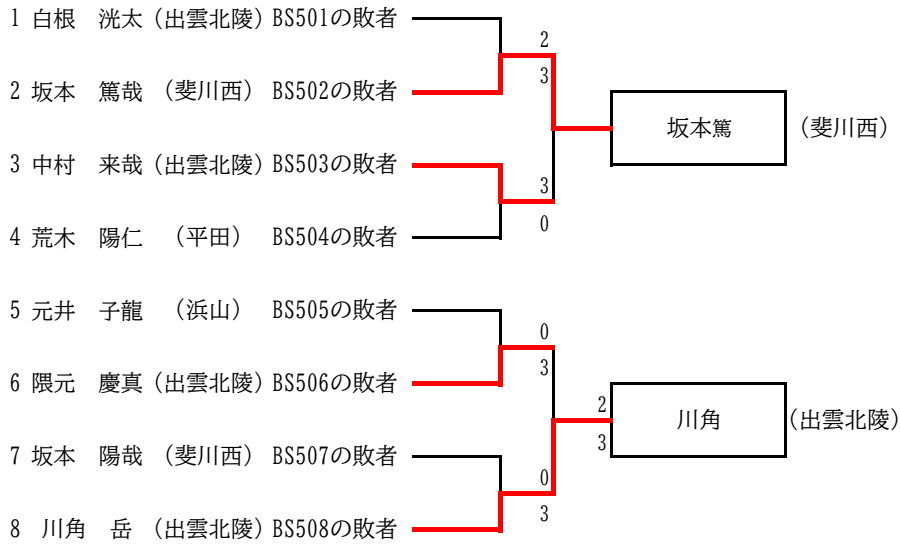 1 白根　洸太（出雲北陵）BS501の敗者
2
3
2 坂本　篤哉（斐川西）BS502の敗者
坂本篤
（斐川西）
3 中村　来哉（出雲北陵）BS503の敗者
3
0
4 荒木　陽仁（平田）BS504の敗者
5 元井　子龍（浜山）BS505の敗者
0
3
6 隈元　慶真（出雲北陵）BS506の敗者
2
3
川角
（出雲北陵）
7 坂本　陽哉（斐川西）BS507の敗者
0
3
8 川角　岳（出雲北陵）BS508の敗者